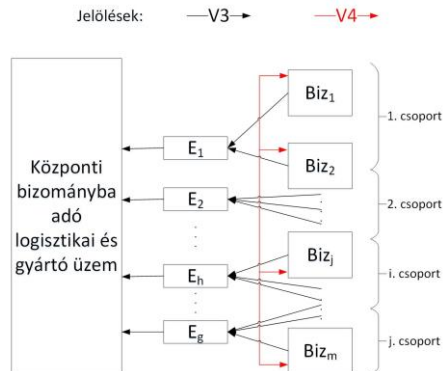 Jelölések: V3 V4
Központi
bizományba
adó
logisztikai és
gyártó üzem
E1
E2
Eh
Eg
Biz1
Biz2
Bizj
Bizm
1. csoport
2. csoport
i. csoport
j. csoport